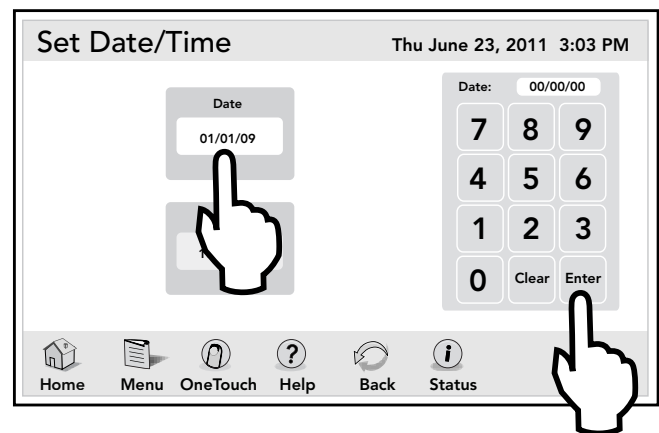 Set Date/Time
Thu June 23, 2011 3:03 PM
Date
01/01/09
Date: 00/00/00
7 8 9
4 5 6
1 2 3
0 Clear Enter
Home Menu OneTouch Help Back Status